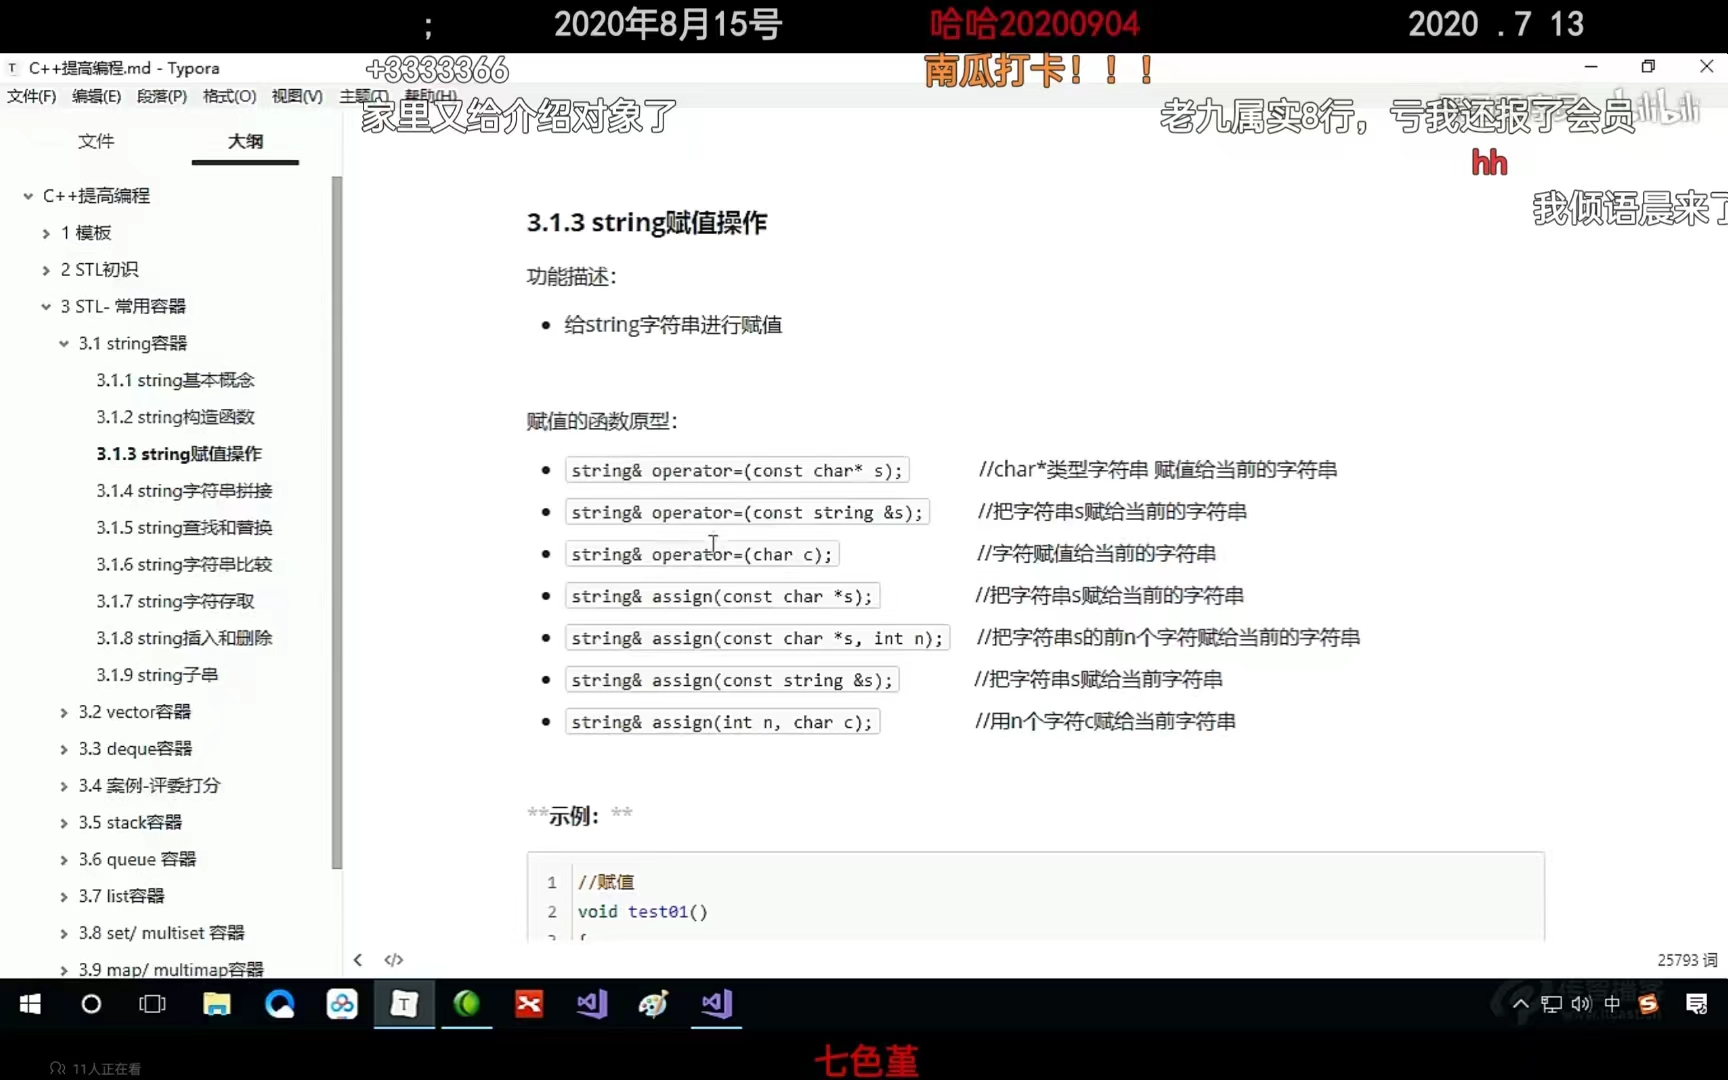 ;
2020年8月15号
哈哈20200904
2020 . 7 13
C++提高编程.md - Typora
+3333366
南瓜打卡！！！
文件(F) 编辑(E) 段落(P) 格式(O) 视图(V) 主题(T) 帮助(H)
家里又给介绍对象了
老九属实8行，亏我还报了会员
bilibili
hh
我倾语晨来了
文件 大纲
C++提高编程
1 模板
2 STL初识
3 STL- 常用容器
3.1 string容器
3.1.1 string基本概念
3.1.2 string构造函数
3.1.3 string赋值操作
3.1.4 string字符串拼接
3.1.5 string查找和替换
3.1.6 string字符串比较
3.1.7 string字符存取
3.1.8 string插入和删除
3.1.9 string子串
3.2 vector容器
3.3 deque容器
3.4 案例-评委打分
3.5 stack容器
3.6 queue 容器
3.7 list容器
3.8 set/ multiset 容器
3.9 map/ multimap容器
3.1.3 string赋值操作
功能描述：
给string字符串进行赋值
赋值的函数原型：
string& operator=(const char* s); //char*类型字符串 赋值给当前的字符串
string& operator=(const string &s); //把字符串s赋给当前的字符串
string& operator=(char c); //字符赋值给当前的字符串
string& assign(const char *s); //把字符串s赋给当前的字符串
string& assign(const char *s, int n); //把字符串s的前n个字符赋给当前的字符串
string& assign(const string &s); //把字符串s赋给当前字符串
string& assign(int n, char c); //用n个字符c赋给当前字符串
**示例：**
1 //赋值
2 void test01()
3 {
25793 词
中
七色堇
11人正在看